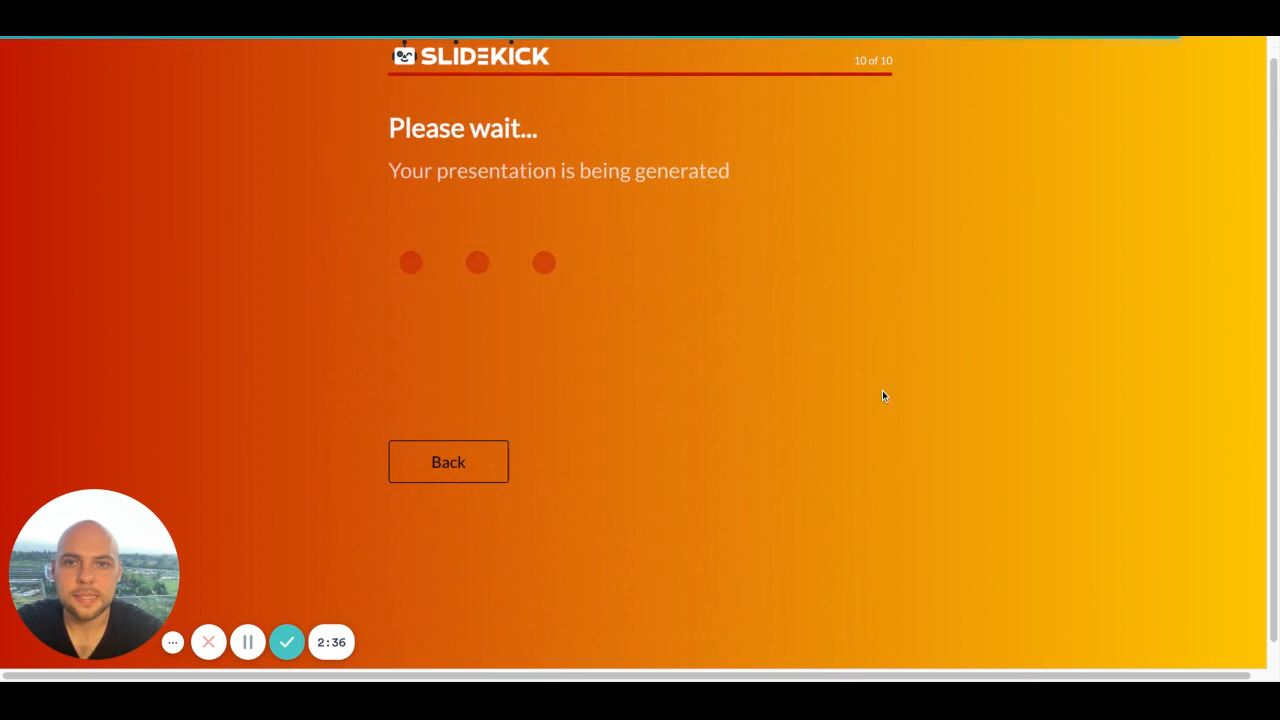 SLIDEKICK
10 of 10
Please wait...
Your presentation is being generated
Back
2:36